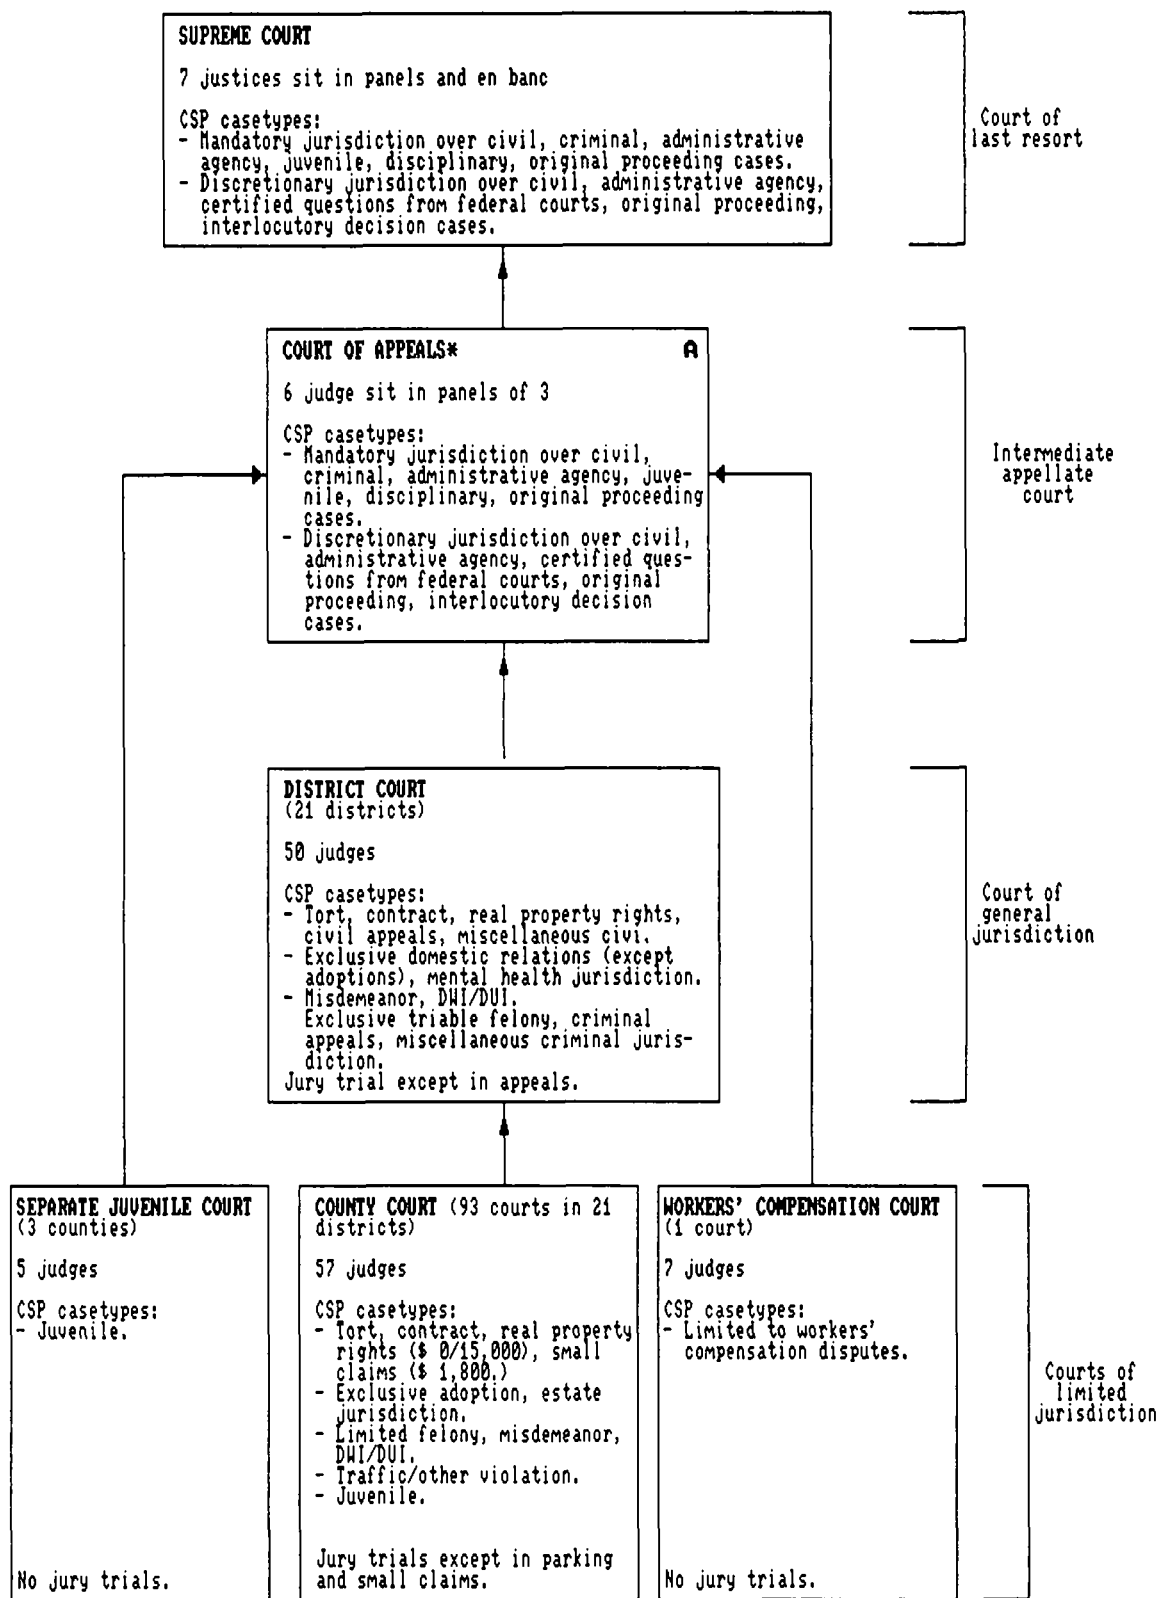 SUPREME COURT
7 justices sit in panels and en banc
CSP casetypes:
- Mandatory jurisdiction over civil, criminal, administrative
agency, juvenile, disciplinary, original proceeding cases.
- Discretionary jurisdiction over civil, administrative agency,
certified questions from federal courts, original proceeding,
interlocutory decision cases.
Court of
last resort
COURT OF APPEALS* A
6 judge sit in panels of 3
CSP casetypes:
- Mandatory jurisdiction over civil,
criminal, administrative agency, juve-
nile, disciplinary, original proceeding
cases.
- Discretionary jurisdiction over civil,
administrative agency, certified ques-
tions from federal courts, original
proceeding, interlocutory decision
cases.
Intermediate
appellate
court
DISTRICT COURT
(21 districts)
50 judges
CSP casetypes:
- Tort, contract, real property rights,
civil appeals, miscellaneous civi.
- Exclusive domestic relations (except
adoptions), mental health jurisdiction.
- Misdemeanor, DWI/DUI.
Exclusive triable felony, criminal
appeals, miscellaneous criminal juris-
diction.
Jury trial except in appeals.
Court of
general
jurisdiction
SEPARATE JUVENILE COURT
(3 counties)
5 judges
CSP casetypes:
- Juvenile.
No jury trials.
COUNTY COURT (93 courts in 21
districts)
57 judges
CSP casetypes:
- Tort, contract, real property
rights ($ 0/15,000), small
claims ($ 1,800.)
- Exclusive adoption, estate
jurisdiction.
- Limited felony, misdemeanor,
DWI/DUI.
- Traffic/other violation.
- Juvenile.
Jury trials except in parking
and small claims.
WORKERS' COMPENSATION COURT
(1 court)
7 judges
CSP casetypes:
- Limited to workers'
compensation disputes.
No jury trials.
Courts of
limited
jurisdiction